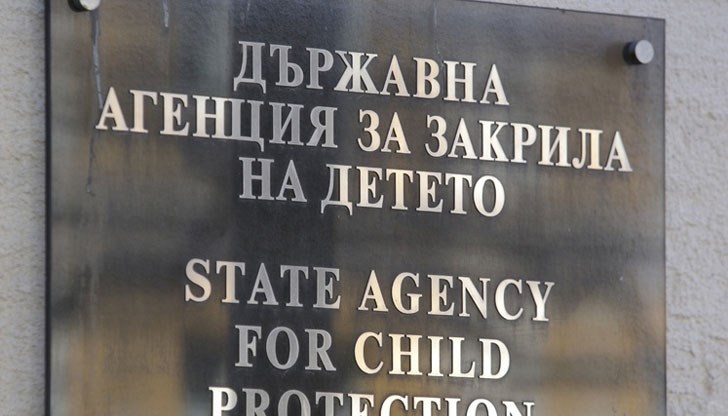 ДЪРЖАВНА
АГЕНЦИЯ ЗА ЗАКРИЛА
НА ДЕТЕТО
STATE AGENCY
FOR CHILD
PROTECTION